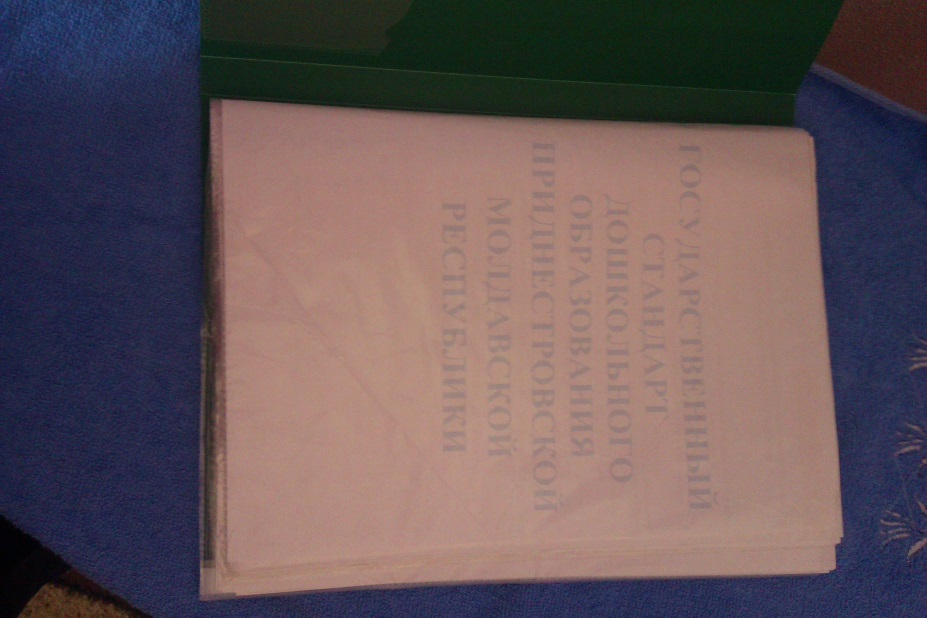 ГОСУДАРСТВЕННЫЙ
СТАНДАРТ
ДОШКОЛЬНОГО
ОБРАЗОВАНИЯ
ПРИДНЕСТРОВСКОЙ
МОЛДАВСКОЙ
РЕСПУБЛИКИ